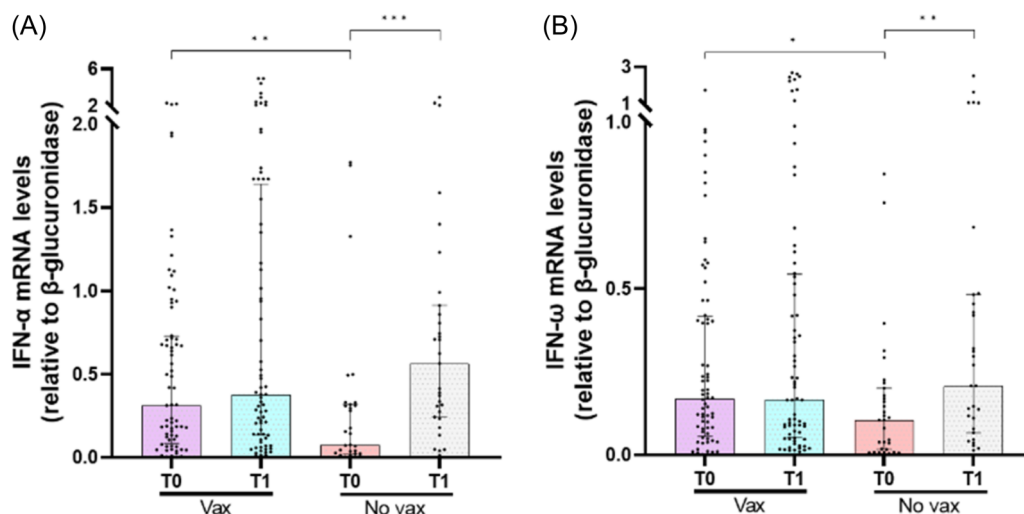 (A)
IFN-α mRNA levels
(relative to β-glucuronidase)
6
2
2.0
1.5
1.0
0.5
0.0
**
***
T0
T1
T0
T1
Vax
No vax
(B)
IFN-ω mRNA levels
(relative to β-glucuronidase)
3
1
1.0
0.5
0.0
*
**
T0
T1
T0
T1
Vax
No vax